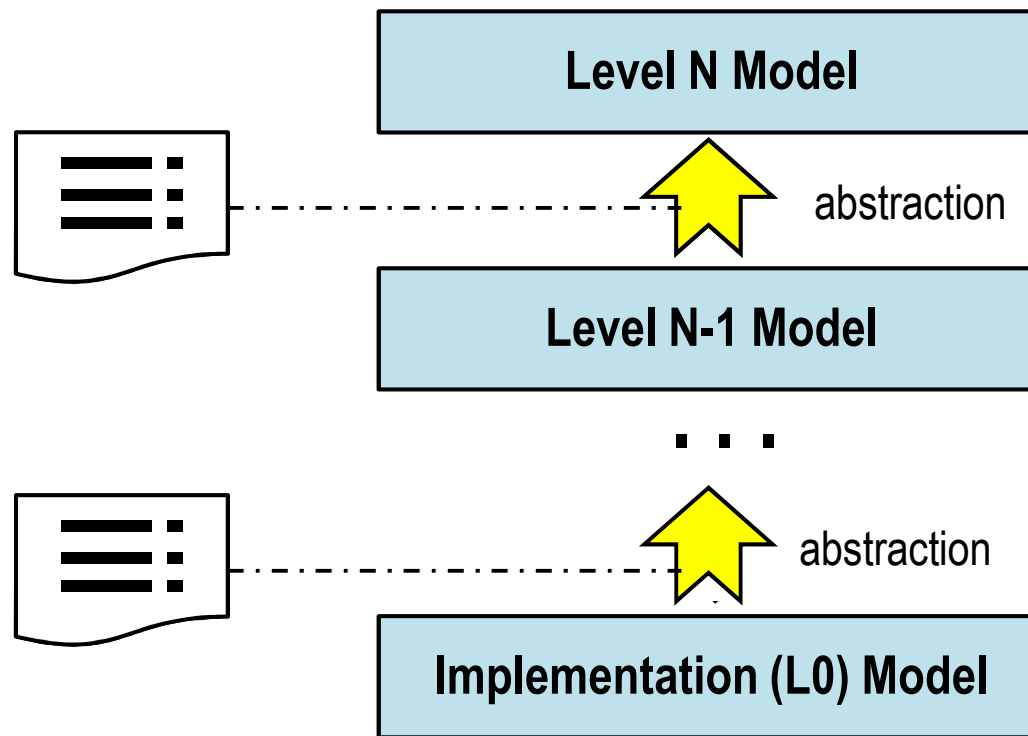 Level N Model
abstraction
Level N-1 Model
. . .
abstraction
Implementation (L0) Model